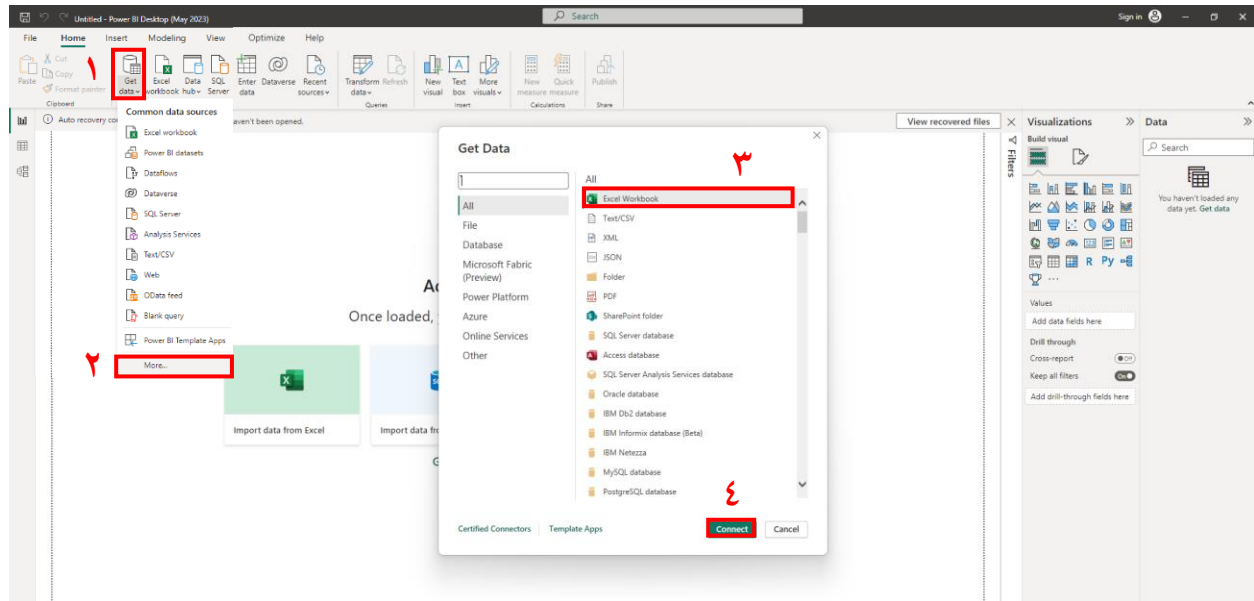 Untitled - Power BI Desktop (May 2023)
Search
Sign in
File Home Insert Modeling View Optimize Help
Paste
Cut
Copy
Format painter
Clipboard
١
Get data
Excel workbook
Data hub
SQL Server
Enter data
Dataverse
Recent sources
Transform data
Refresh
Queries
New visual
Text box
More visuals
Insert
New measure
Quick measure
Calculations
Publish
Share
Auto recovery
aven't been opened.
View recovered files
Common data sources
Excel workbook
Power BI datasets
Dataflows
Dataverse
SQL Server
Analysis Services
Text/CSV
Web
OData feed
Blank query
Power BI Template Apps
٢
More...
Once loaded,
Import data from Excel
Import data
Get Data
All
File
Database
Microsoft Fabric
(Preview)
Power Platform
Azure
Online Services
Other
All
٣
Excel Workbook
Text/CSV
XML
JSON
Folder
PDF
SharePoint folder
SQL Server database
Access database
SQL Server Analysis Services database
Oracle database
IBM Db2 database
IBM Informix database (Beta)
IBM Netezza
MySQL database
PostgreSQL database
٤
Certified Connectors
Template Apps
Connect
Cancel
Filters
Visualizations
Build visual
R Py
...
Values
Add data fields here
Drill through
Cross-report
Off
Keep all filters
On
Add drill-through fields here
Data
Search
You haven't loaded any
data yet. Get data